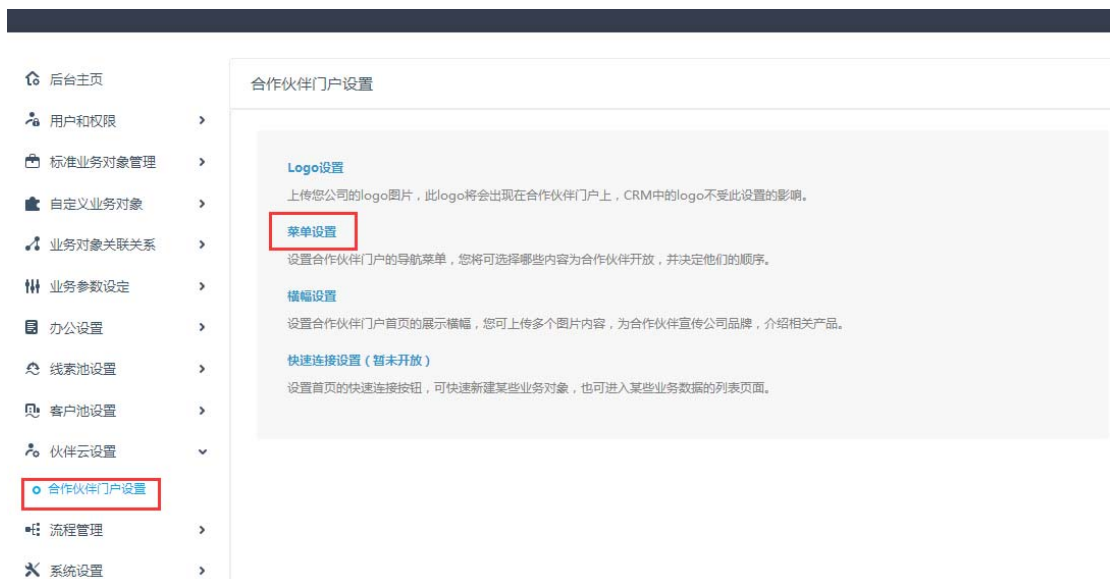 后台主页
用户和权限
标准业务对象管理
自定义业务对象
业务对象关联关系
业务参数设定
办公设置
线索池设置
客户池设置
伙伴云设置
合作伙伴门户设置
流程管理
系统设置
合作伙伴门户设置
Logo设置
上传您公司的logo图片，此logo将会出现在合作伙伴门户上，CRM中的logo不受此设置的影响。
菜单设置
设置合作伙伴门户的导航菜单，您将可选择哪些内容为合作伙伴开放，并决定他们的顺序。
横幅设置
设置合作伙伴门户首页的展示横幅，您可上传多个图片内容，为合作伙伴宣传公司品牌，介绍相关产品。
快速连接设置（暂未开放）
设置首页的快速连接按钮，可快速新建某些业务对象，也可进入某些业务数据的列表页面。